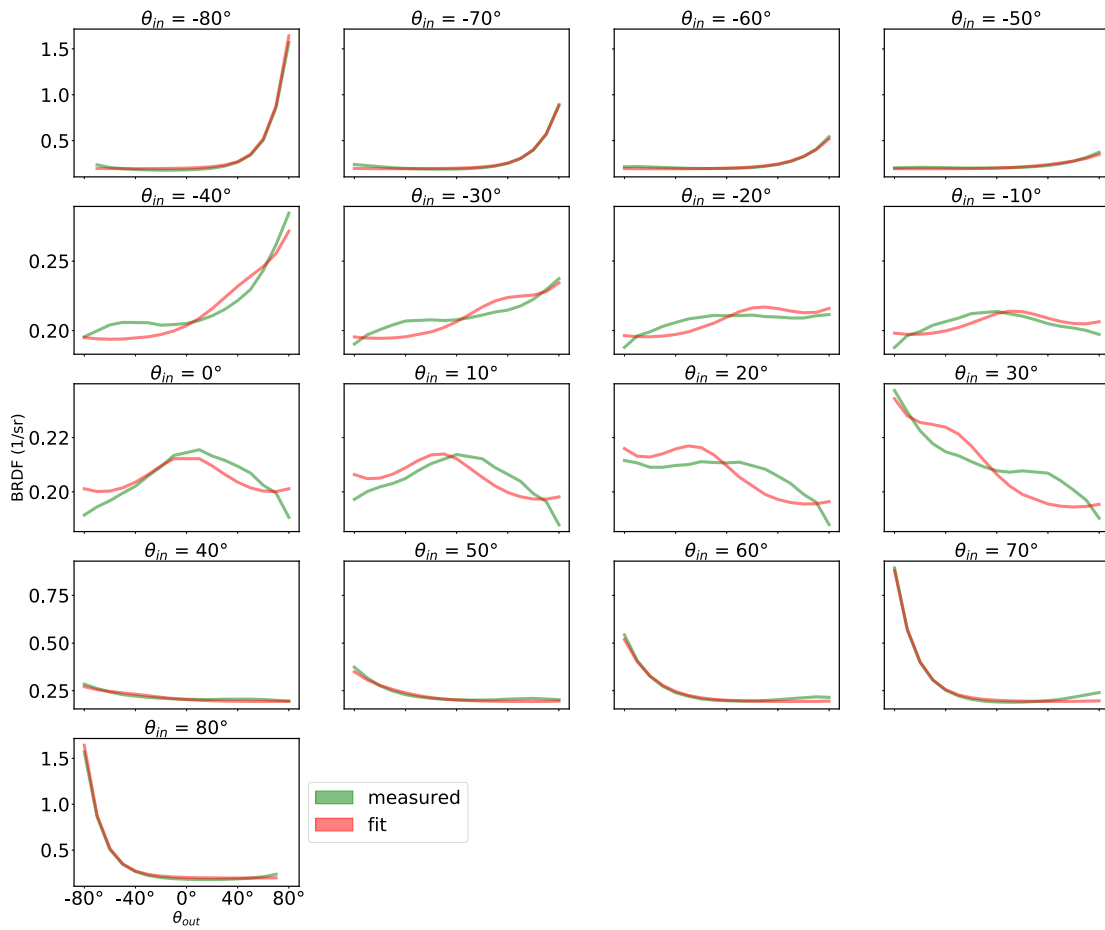 θin = -80° θin = -70° θin = -60° θin = -50°
1.5
1.0
0.5
θin = -40° θin = -30° θin = -20° θin = -10°
0.25
0.20
θin = 0° θin = 10° θin = 20° θin = 30°
BRDF (1/sr)
0.22
0.20
θin = 40° θin = 50° θin = 60° θin = 70°
0.75
0.50
0.25
θin = 80°
1.5
1.0
0.5
measured
fit
-80° -40° 0° 40° 80°
θout